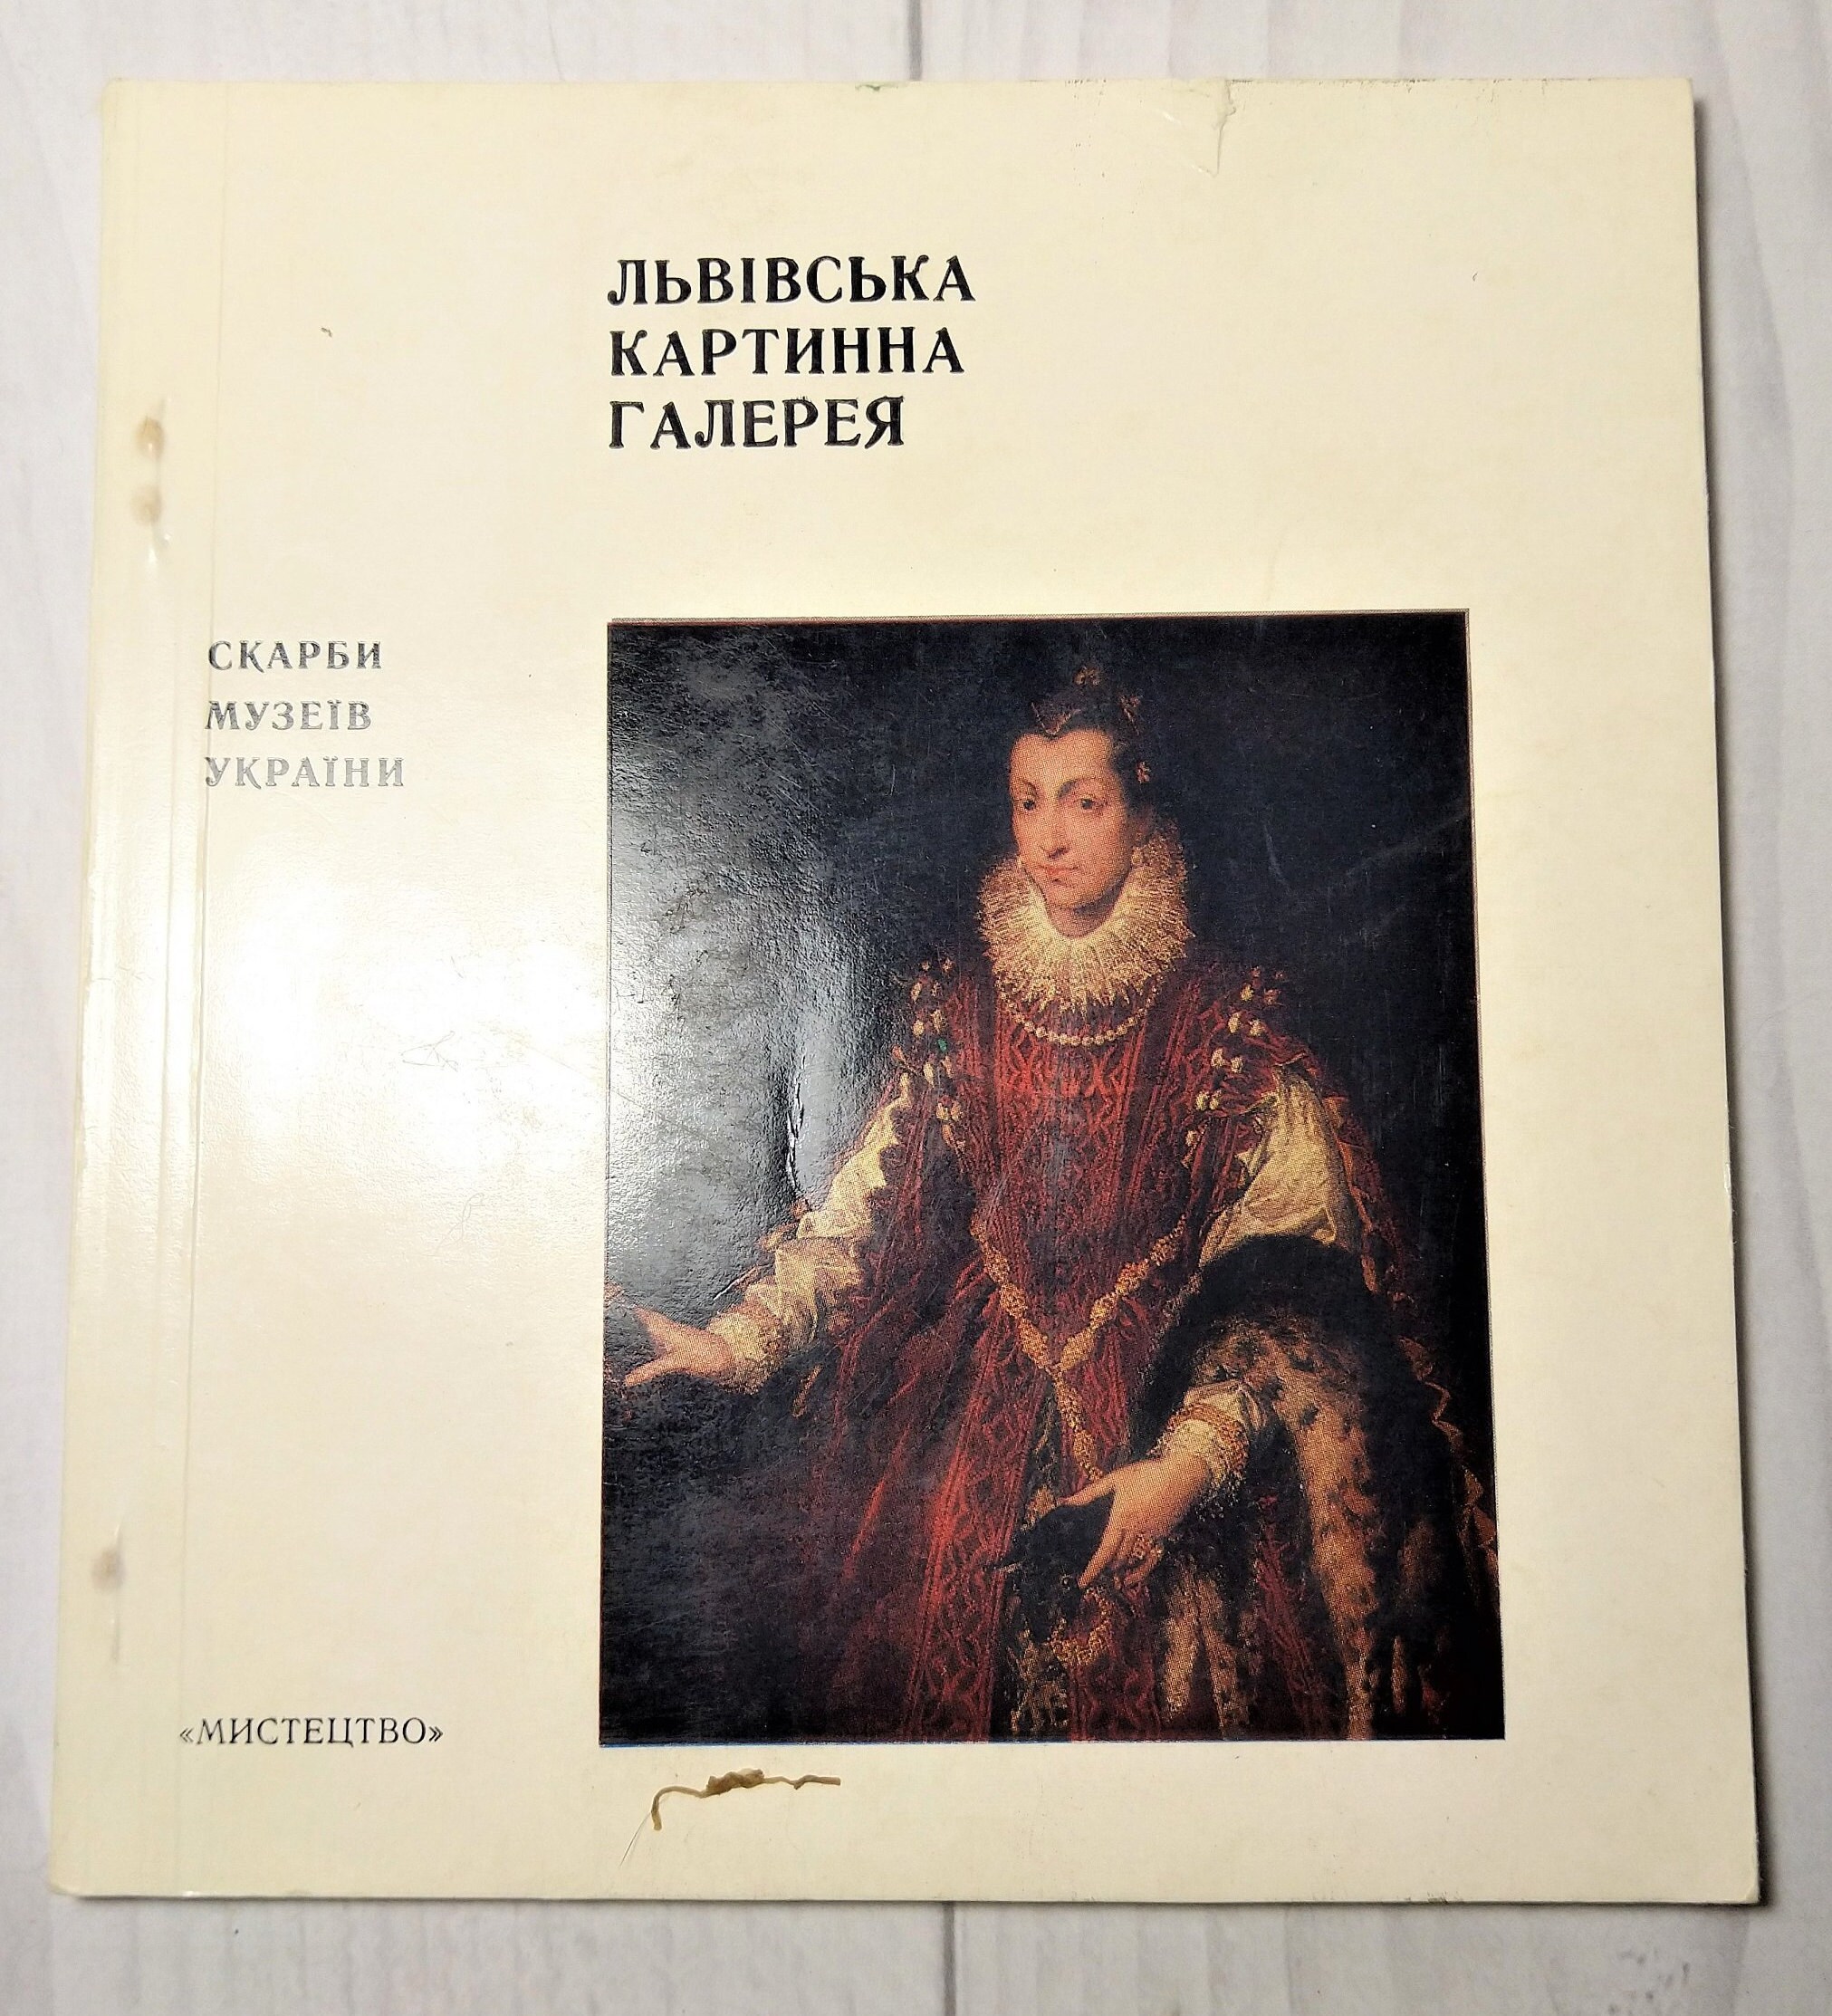 ЛЬВІВСЬКА
КАРТИННА
ГАЛЕРЕЯ
СКАРБИ
МУЗЕЇВ
УКРАЇНИ
«МИСТЕЦТВО»